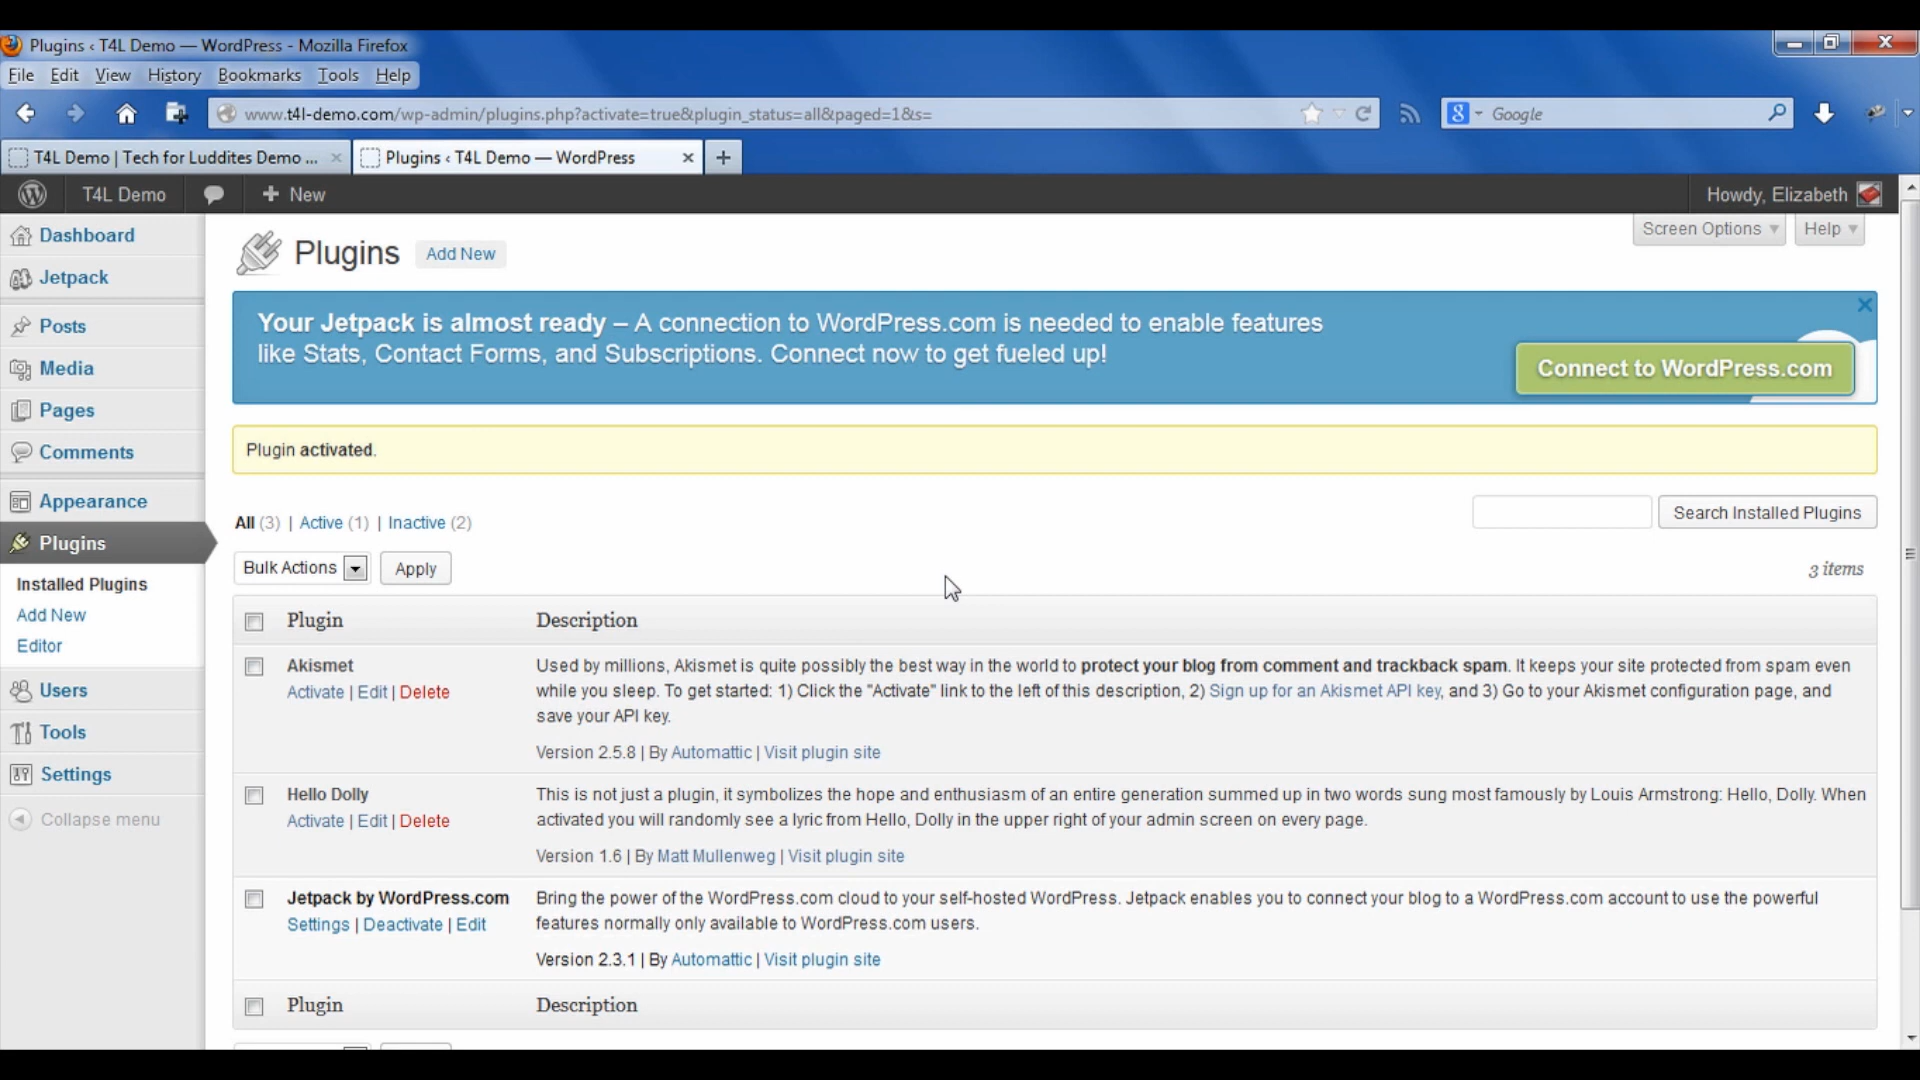 Plugins ‹ T4L Demo — WordPress - Mozilla Firefox
File Edit View History Bookmarks Tools Help
www.t4l-demo.com/wp-admin/plugins.php?activate=true&plugin_status=all&paged=1&s=
8 Google
T4L Demo | Tech for Luddites Demo ...
Plugins ‹ T4L Demo — WordPress
T4L Demo
New
Howdy, Elizabeth
Dashboard
Jetpack
Posts
Media
Pages
Comments
Appearance
Plugins
Installed Plugins
Add New
Editor
Users
Tools
Settings
Collapse menu
Screen Options
Help
Plugins
Add New
Your Jetpack is almost ready – A connection to WordPress.com is needed to enable features
like Stats, Contact Forms, and Subscriptions. Connect now to get fueled up!
Connect to WordPress.com
Plugin activated.
All (3) | Active (1) | Inactive (2)
Search Installed Plugins
Bulk Actions
Apply
3 items
Plugin
Description
Akismet
Activate | Edit | Delete
Used by millions, Akismet is quite possibly the best way in the world to protect your blog from comment and trackback spam. It keeps your site protected from spam even
while you sleep. To get started: 1) Click the "Activate" link to the left of this description, 2) Sign up for an Akismet API key, and 3) Go to your Akismet configuration page, and
save your API key.
Version 2.5.8 | By Automattic | Visit plugin site
Hello Dolly
Activate | Edit | Delete
This is not just a plugin, it symbolizes the hope and enthusiasm of an entire generation summed up in two words sung most famously by Louis Armstrong: Hello, Dolly. When
activated you will randomly see a lyric from Hello, Dolly in the upper right of your admin screen on every page.
Version 1.6 | By Matt Mullenweg | Visit plugin site
Jetpack by WordPress.com
Settings | Deactivate | Edit
Bring the power of the WordPress.com cloud to your self-hosted WordPress. Jetpack enables you to connect your blog to a WordPress.com account to use the powerful
features normally only available to WordPress.com users.
Version 2.3.1 | By Automattic | Visit plugin site
Plugin
Description